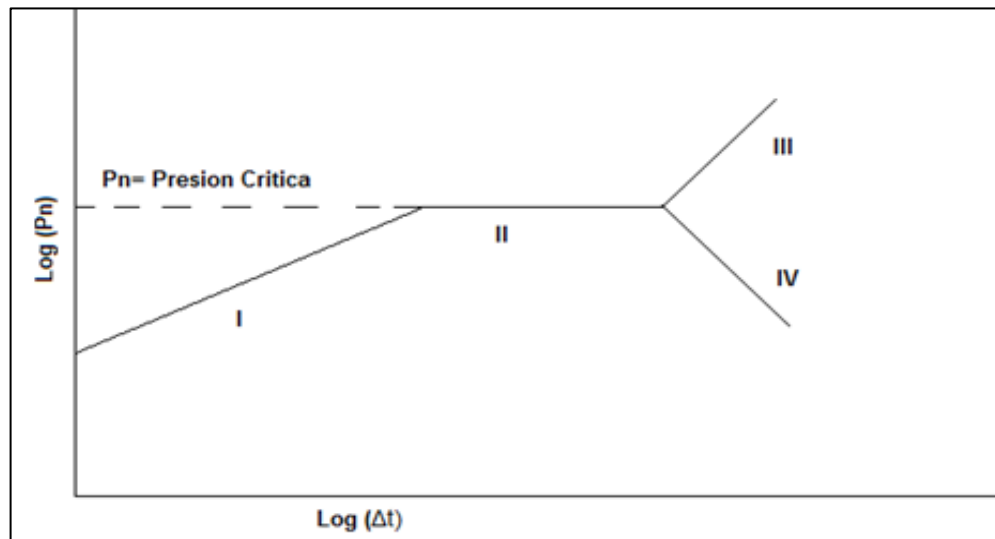 Pn= Presion Critica
Log (Pn)
I
II
III
IV
Log (Δt)